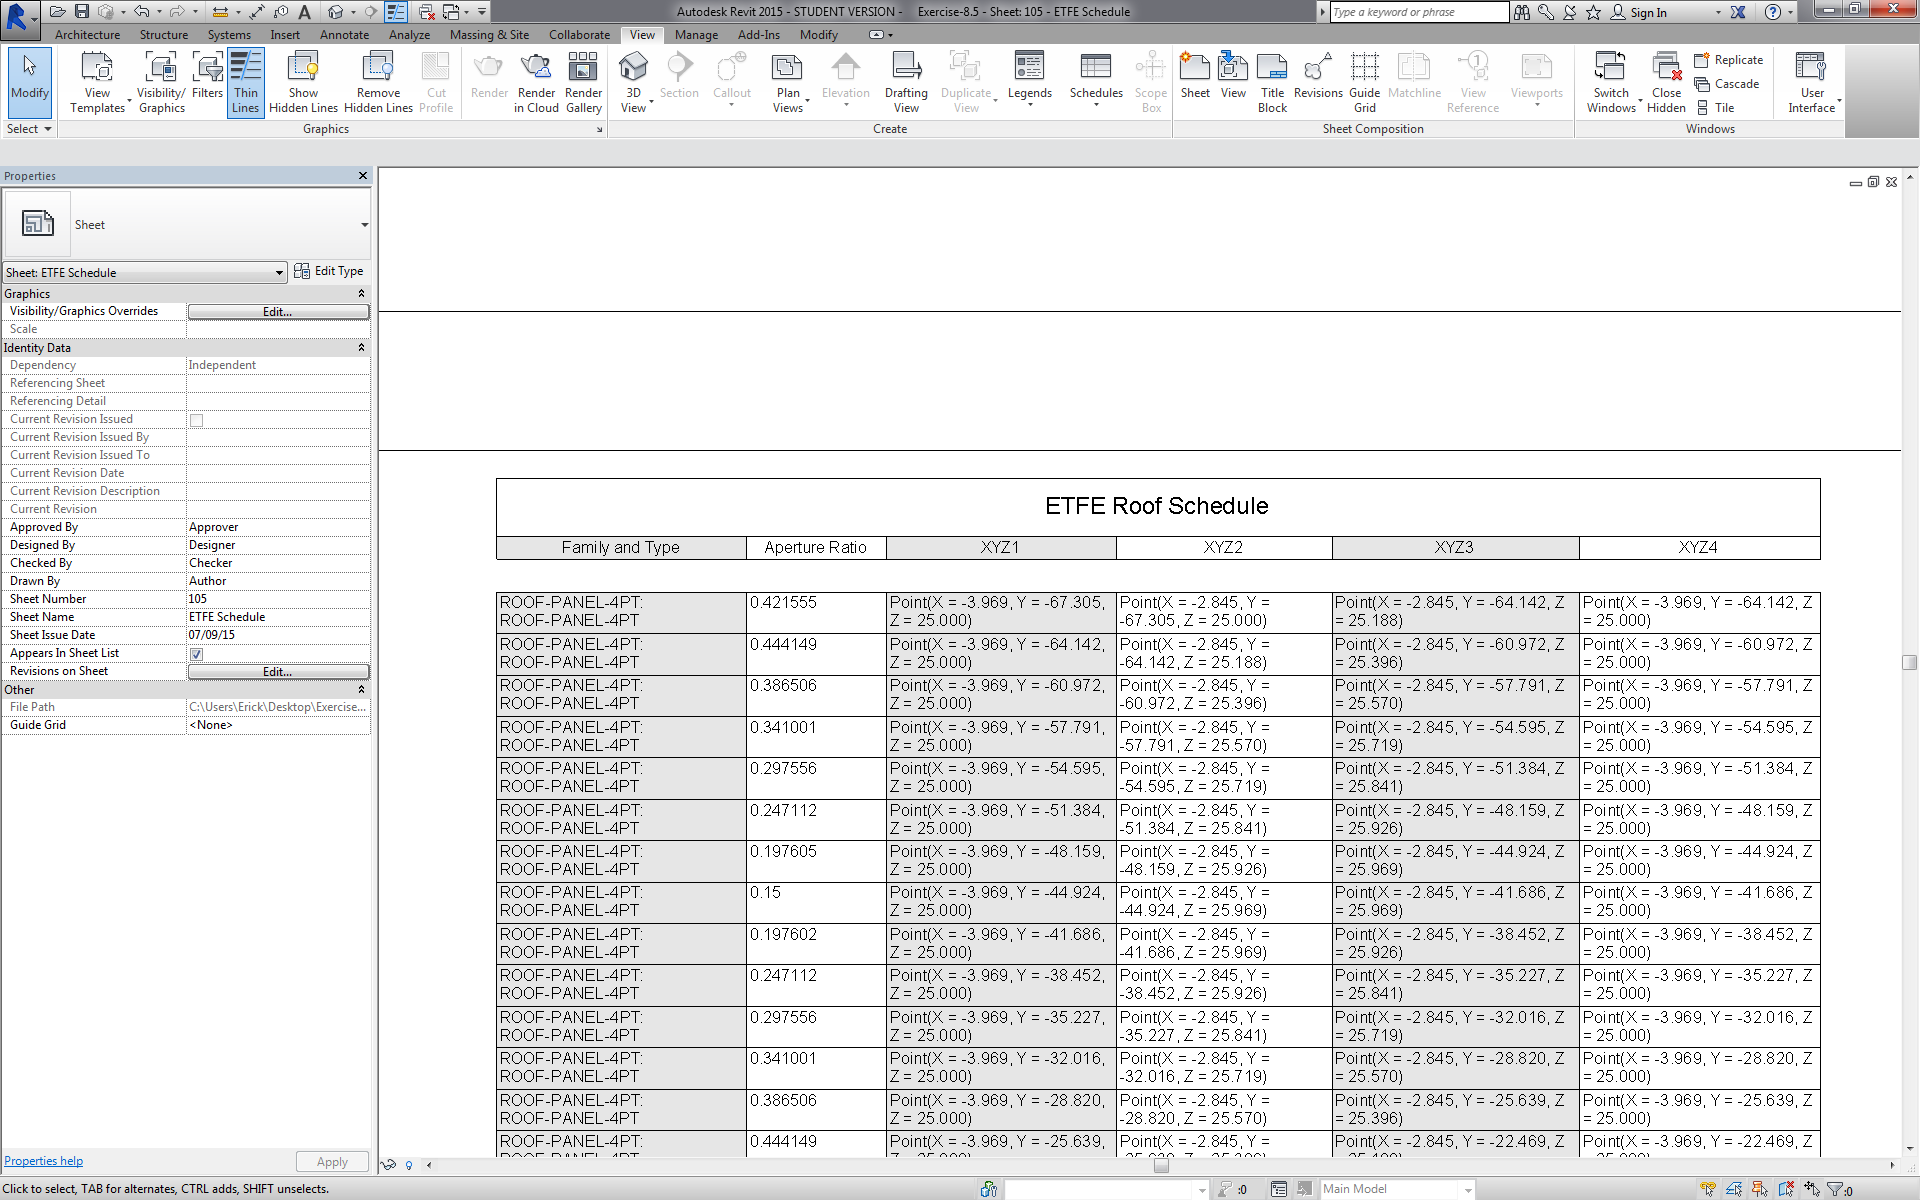 Autodesk Revit 2015 - STUDENT VERSION - Exercise-8.5 - Sheet: 105 - ETFE Schedule
Type a keyword or phrase
Sign In
Architecture Structure Systems Insert Annotate Analyze Massing & Site Collaborate View Manage Add-Ins Modify
Modify
View Templates
Visibility/ Graphics
Filters
Thin Lines
Show Hidden Lines
Remove Hidden Lines
Cut Profile
Render
Render in Cloud
Render Gallery
3D View
Section
Callout
Plan Views
Elevation
Drafting View
Duplicate View
Legends
Schedules
Scope Box
Sheet
View
Title Block
Revisions
Guide Grid
Matchline
View Reference
Viewports
Switch Windows
Close Hidden
Replicate
Cascade
Tile
User Interface
Select Graphics Create Sheet Composition Windows
Properties
Sheet
Sheet: ETFE Schedule Edit Type
Graphics
Visibility/Graphics Overrides Edit...
Scale
Identity Data
Dependency Independent
Referencing Sheet
Referencing Detail
Current Revision Issued
Current Revision Issued By
Current Revision Issued To
Current Revision Date
Current Revision Description
Current Revision
Approved By Approver
Designed By Designer
Checked By Checker
Drawn By Author
Sheet Number 105
Sheet Name ETFE Schedule
Sheet Issue Date 07/09/15
Appears In Sheet List
Revisions on Sheet Edit...
Other
File Path C:\Users\Erick\Desktop\Exercise...
Guide Grid <None>
Properties help Apply
ETFE Roof Schedule
Family and Type Aperture Ratio XYZ1 XYZ2 XYZ3 XYZ4
ROOF-PANEL-4PT: 0.421555 Point(X = -3.969, Y = -67.305, Point(X = -2.845, Y = Point(X = -2.845, Y = -64.142, Z Point(X = -3.969, Y = -64.142, Z
ROOF-PANEL-4PT Z = 25.000) -67.305, Z = 25.000) = 25.188) = 25.000)
ROOF-PANEL-4PT: 0.444149 Point(X = -3.969, Y = -64.142, Point(X = -2.845, Y = Point(X = -2.845, Y = -60.972, Z Point(X = -3.969, Y = -60.972, Z
ROOF-PANEL-4PT Z = 25.000) -64.142, Z = 25.188) = 25.396) = 25.000)
ROOF-PANEL-4PT: 0.386506 Point(X = -3.969, Y = -60.972, Point(X = -2.845, Y = Point(X = -2.845, Y = -57.791, Z Point(X = -3.969, Y = -57.791, Z
ROOF-PANEL-4PT Z = 25.000) -60.972, Z = 25.396) = 25.570) = 25.000)
ROOF-PANEL-4PT: 0.341001 Point(X = -3.969, Y = -57.791, Point(X = -2.845, Y = Point(X = -2.845, Y = -54.595, Z Point(X = -3.969, Y = -54.595, Z
ROOF-PANEL-4PT Z = 25.000) -57.791, Z = 25.570) = 25.719) = 25.000)
ROOF-PANEL-4PT: 0.297556 Point(X = -3.969, Y = -54.595, Point(X = -2.845, Y = Point(X = -2.845, Y = -51.384, Z Point(X = -3.969, Y = -51.384, Z
ROOF-PANEL-4PT Z = 25.000) -54.595, Z = 25.719) = 25.841) = 25.000)
ROOF-PANEL-4PT: 0.247112 Point(X = -3.969, Y = -51.384, Point(X = -2.845, Y = Point(X = -2.845, Y = -48.159, Z Point(X = -3.969, Y = -48.159, Z
ROOF-PANEL-4PT Z = 25.000) -51.384, Z = 25.841) = 25.926) = 25.000)
ROOF-PANEL-4PT: 0.197605 Point(X = -3.969, Y = -48.159, Point(X = -2.845, Y = Point(X = -2.845, Y = -44.924, Z Point(X = -3.969, Y = -44.924, Z
ROOF-PANEL-4PT Z = 25.000) -48.159, Z = 25.926) = 25.969) = 25.000)
ROOF-PANEL-4PT: 0.15 Point(X = -3.969, Y = -44.924, Point(X = -2.845, Y = Point(X = -2.845, Y = -41.686, Z Point(X = -3.969, Y = -41.686, Z
ROOF-PANEL-4PT Z = 25.000) -44.924, Z = 25.969) = 25.969) = 25.000)
ROOF-PANEL-4PT: 0.197602 Point(X = -3.969, Y = -41.686, Point(X = -2.845, Y = Point(X = -2.845, Y = -38.452, Z Point(X = -3.969, Y = -38.452, Z
ROOF-PANEL-4PT Z = 25.000) -41.686, Z = 25.969) = 25.926) = 25.000)
ROOF-PANEL-4PT: 0.247112 Point(X = -3.969, Y = -38.452, Point(X = -2.845, Y = Point(X = -2.845, Y = -35.227, Z Point(X = -3.969, Y = -35.227, Z
ROOF-PANEL-4PT Z = 25.000) -38.452, Z = 25.926) = 25.841) = 25.000)
ROOF-PANEL-4PT: 0.297556 Point(X = -3.969, Y = -35.227, Point(X = -2.845, Y = Point(X = -2.845, Y = -32.016, Z Point(X = -3.969, Y = -32.016, Z
ROOF-PANEL-4PT Z = 25.000) -35.227, Z = 25.841) = 25.719) = 25.000)
ROOF-PANEL-4PT: 0.341001 Point(X = -3.969, Y = -32.016, Point(X = -2.845, Y = Point(X = -2.845, Y = -28.820, Z Point(X = -3.969, Y = -28.820, Z
ROOF-PANEL-4PT Z = 25.000) -32.016, Z = 25.719) = 25.570) = 25.000)
ROOF-PANEL-4PT: 0.386506 Point(X = -3.969, Y = -28.820, Point(X = -2.845, Y = Point(X = -2.845, Y = -25.639, Z Point(X = -3.969, Y = -25.639, Z
ROOF-PANEL-4PT Z = 25.000) -28.820, Z = 25.570) = 25.396) = 25.000)
ROOF-PANEL-4PT: 0.444149 Point(X = -3.969, Y = -25.639, Point(X = -2.845, Y = Point(X = -2.845, Y = -22.469, Z Point(X = -3.969, Y = -22.469, Z
Click to select, TAB for alternates, CTRL adds, SHIFT unselects. :0 Main Model :0